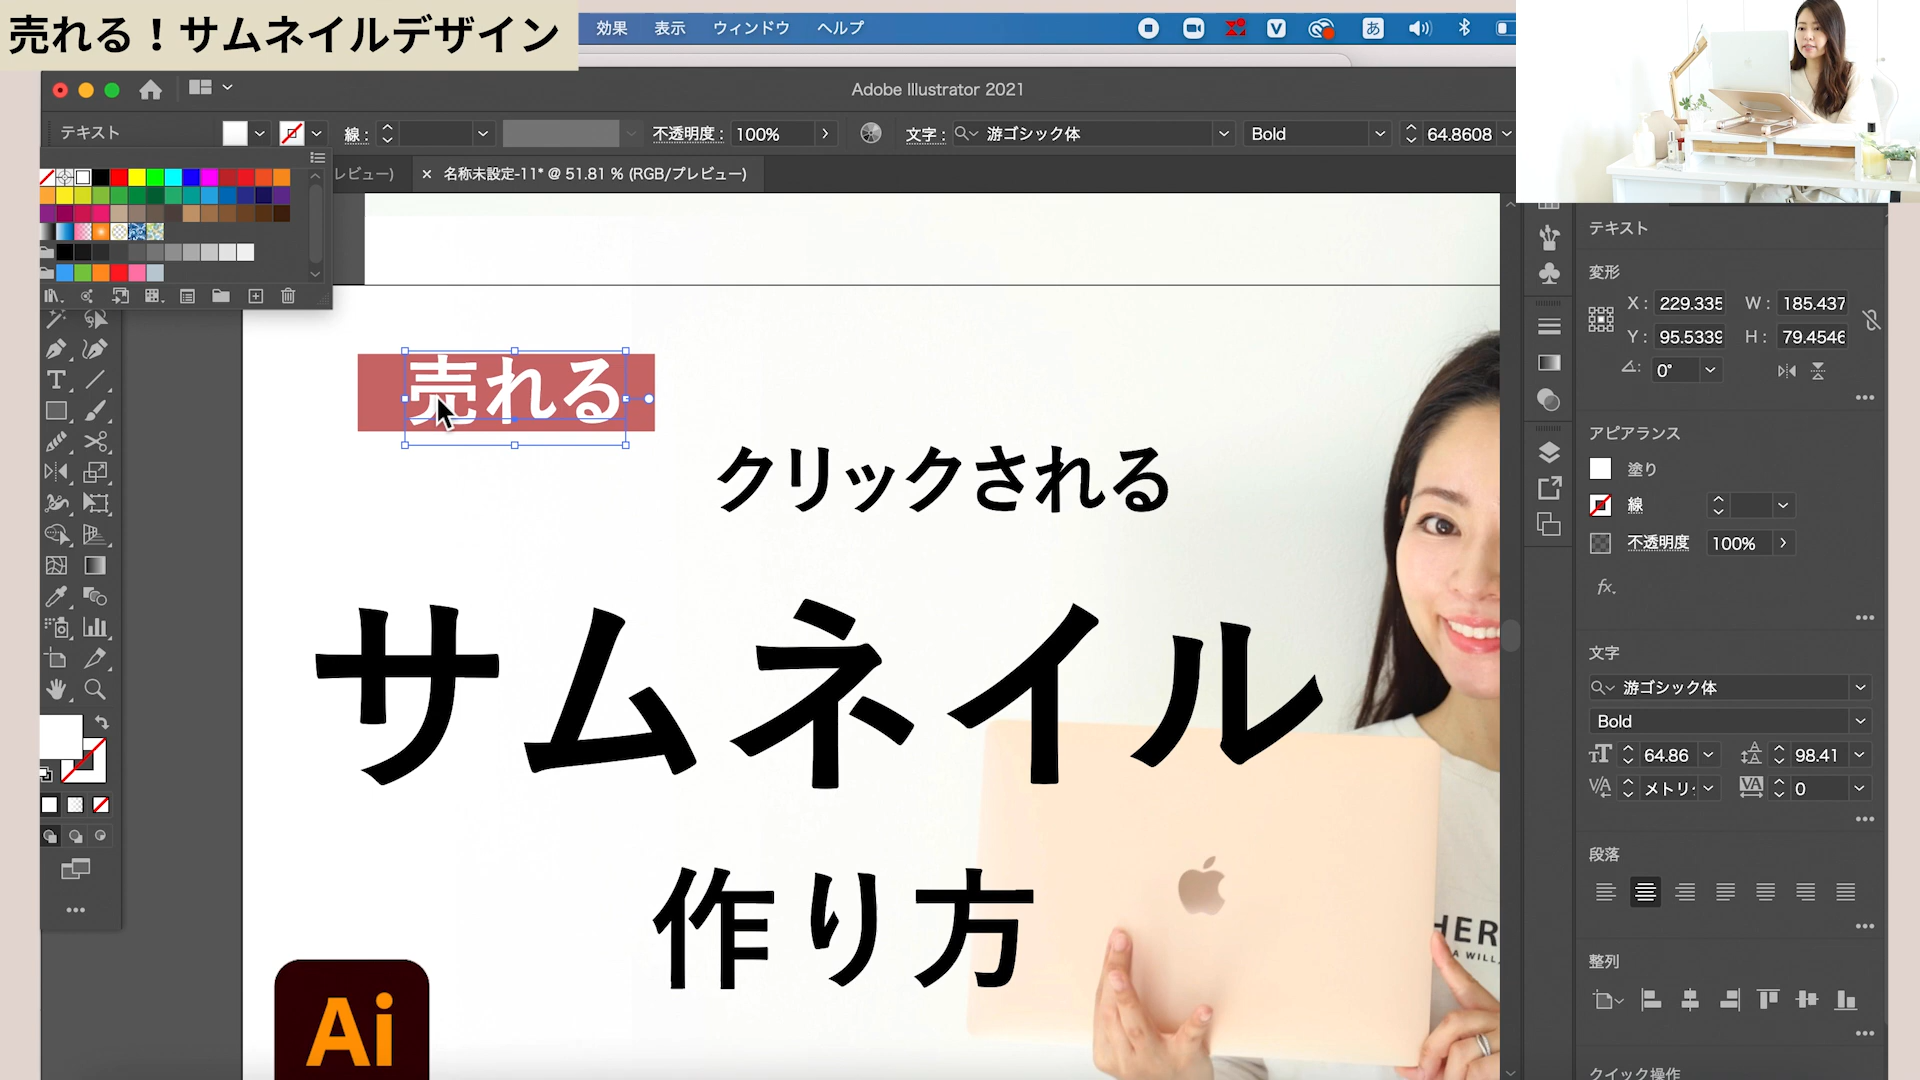 売れる！サムネイルデザイン
効果 表示 ウィンドウ ヘルプ
Adobe Illustrator 2021
テキスト
線：
不透明度： 100%
文字： 游ゴシック体 Bold 64.8608
レビュー)
× 名称未設定-11* @ 51.81 % (RGB/プレビュー)
売れる
クリックされる
サムネイル
作り方
Ai
HER
A WILL
テキスト
変形
X： 229.335 W： 185.437
Y： 95.5339 H： 79.4546
0°
アピアランス
塗り
線
不透明度 100%
fx.
文字
游ゴシック体
Bold
64.86 98.41
メトリ 0
段落
整列
クイック操作